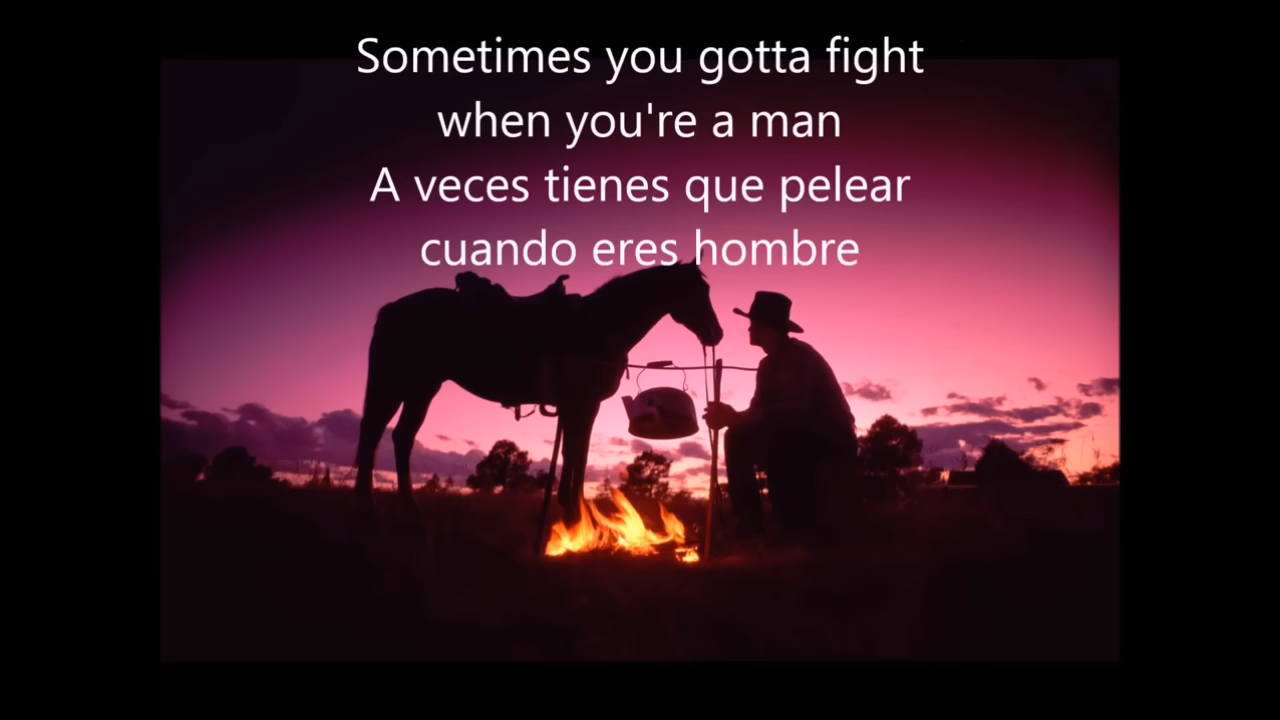 Sometimes you gotta fight
when you're a man
A veces tienes que pelear
cuando eres hombre